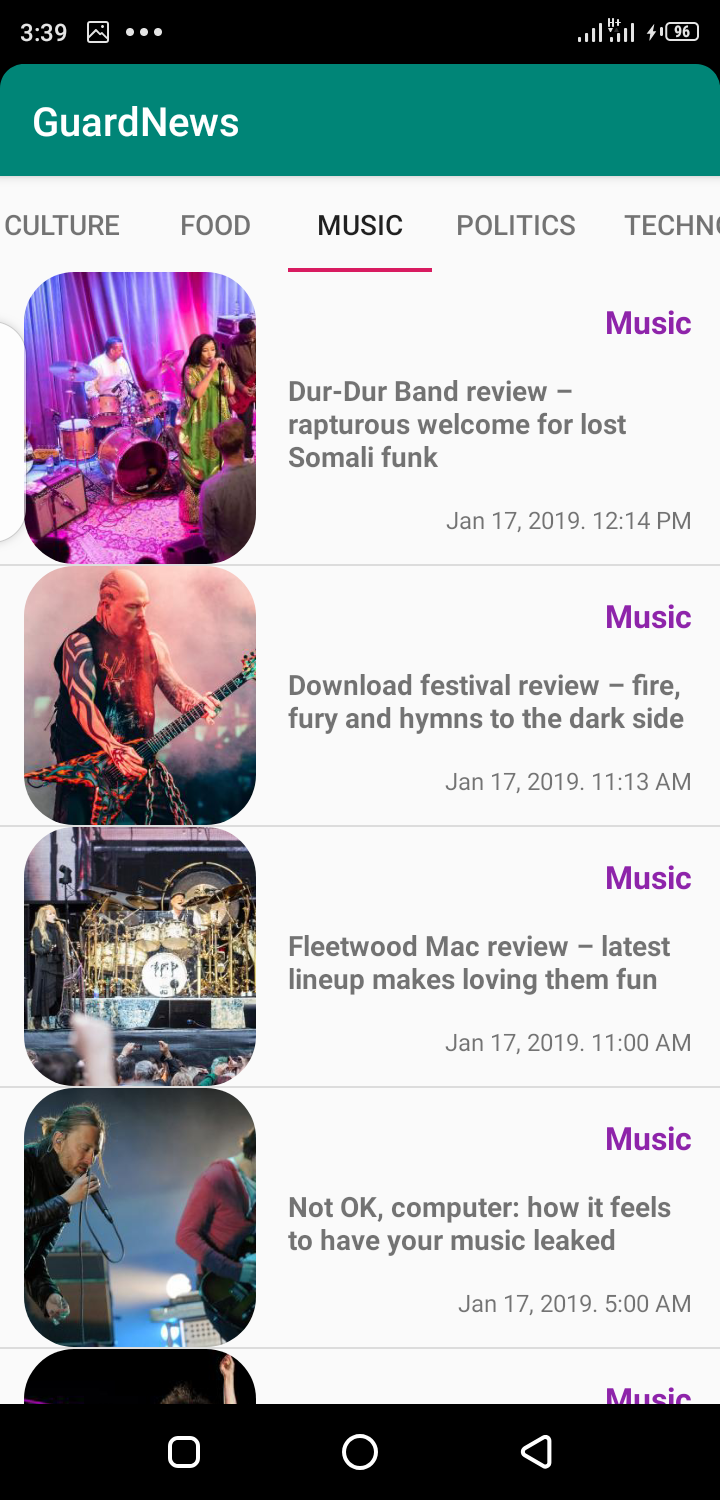 3:39
H+
96
GuardNews
CULTURE FOOD MUSIC POLITICS TECHNO
Music
Dur-Dur Band review –
rapturous welcome for lost
Somali funk
Jan 17, 2019. 12:14 PM
Music
Download festival review – fire,
fury and hymns to the dark side
Jan 17, 2019. 11:13 AM
Music
Fleetwood Mac review – latest
lineup makes loving them fun
Jan 17, 2019. 11:00 AM
Music
Not OK, computer: how it feels
to have your music leaked
Jan 17, 2019. 5:00 AM
Music